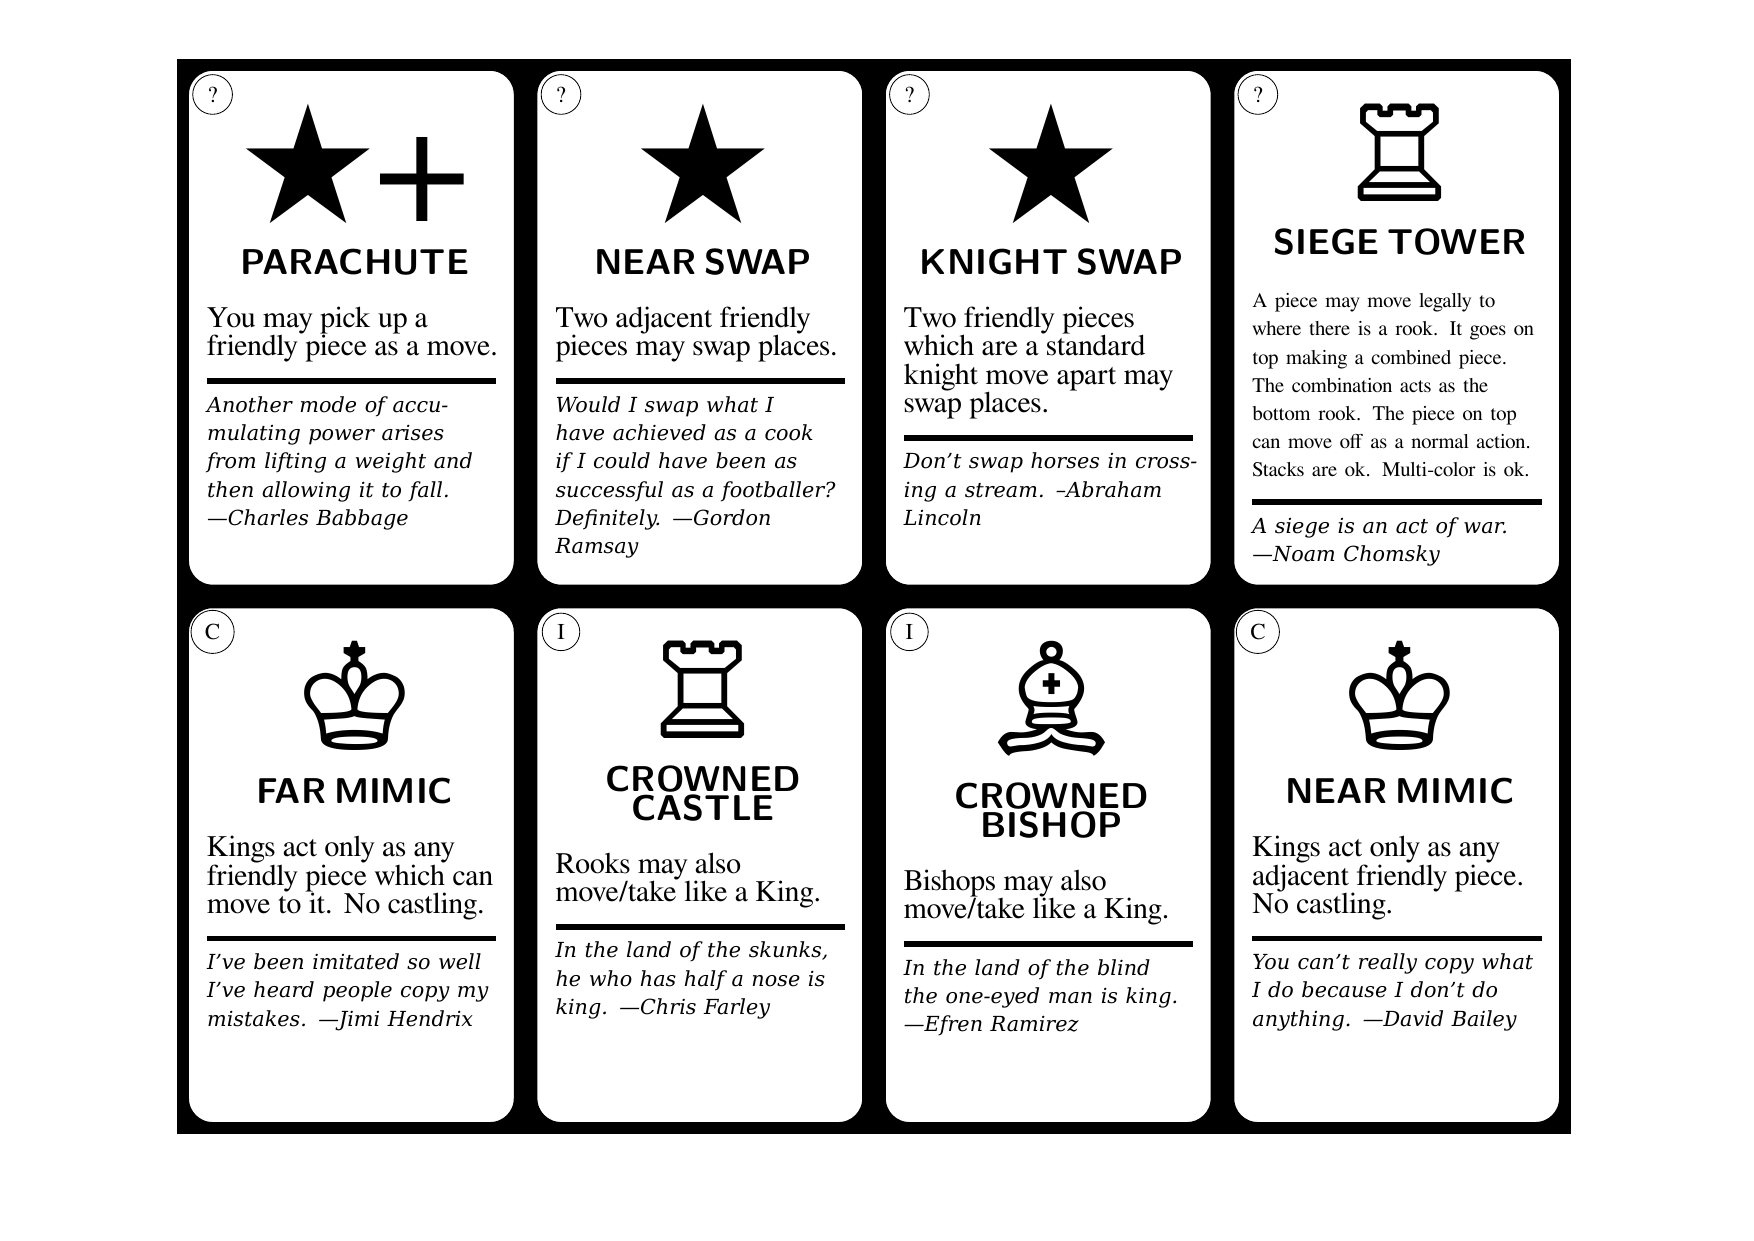 ?
PARACHUTE
You may pick up a
friendly piece as a move.
Another mode of accu-
mulating power arises
from lifting a weight and
then allowing it to fall.
—Charles Babbage
?
NEAR SWAP
Two adjacent friendly
pieces may swap places.
Would I swap what I
have achieved as a cook
if I could have been as
successful as a footballer?
Definitely. —Gordon
Ramsay
?
KNIGHT SWAP
Two friendly pieces
which are a standard
knight move apart may
swap places.
Don’t swap horses in cross-
ing a stream. –Abraham
Lincoln
?
SIEGE TOWER
A piece may move legally to
where there is a rook. It goes on
top making a combined piece.
The combination acts as the
bottom rook. The piece on top
can move off as a normal action.
Stacks are ok. Multi-color is ok.
A siege is an act of war.
—Noam Chomsky
C
FAR MIMIC
Kings act only as any
friendly piece which can
move to it. No castling.
I’ve been imitated so well
I’ve heard people copy my
mistakes. —Jimi Hendrix
I
CROWNED
CASTLE
Rooks may also
move/take like a King.
In the land of the skunks,
he who has half a nose is
king. —Chris Farley
I
CROWNED
BISHOP
Bishops may also
move/take like a King.
In the land of the blind
the one-eyed man is king.
—Efren Ramirez
C
NEAR MIMIC
Kings act only as any
adjacent friendly piece.
No castling.
You can’t really copy what
I do because I don’t do
anything. —David Bailey